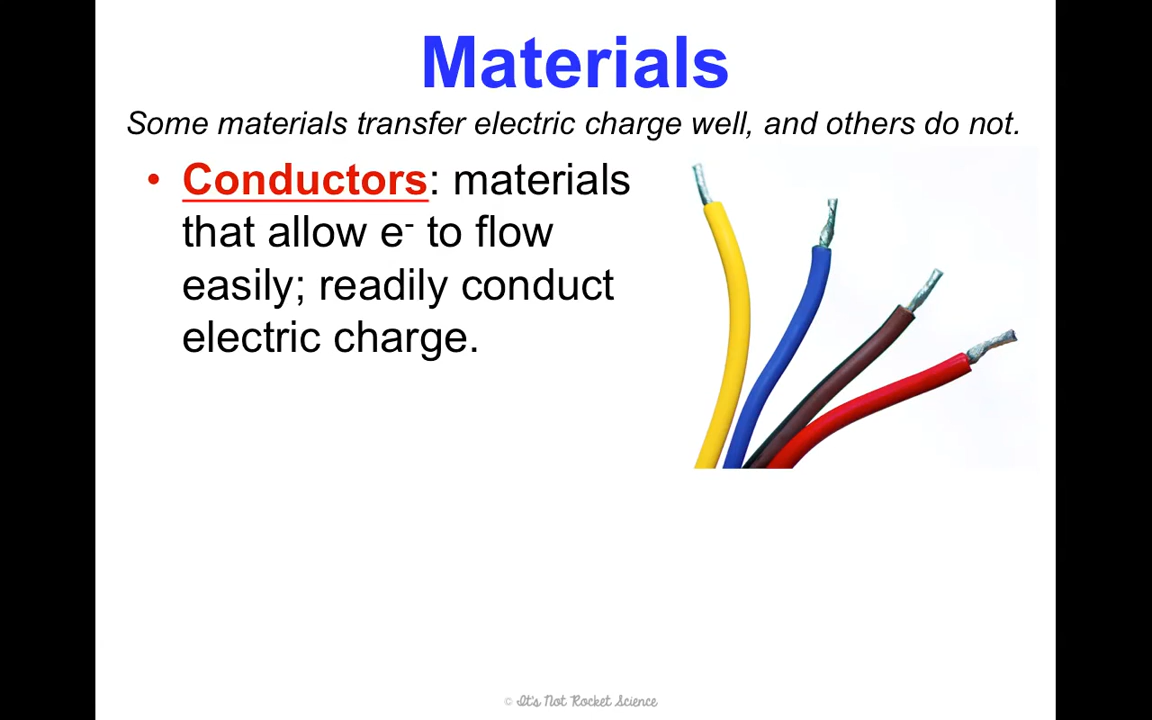 Materials
Some materials transfer electric charge well, and others do not.
• Conductors: materials
that allow e⁻ to flow
easily; readily conduct
electric charge.
© It's Not Rocket Science